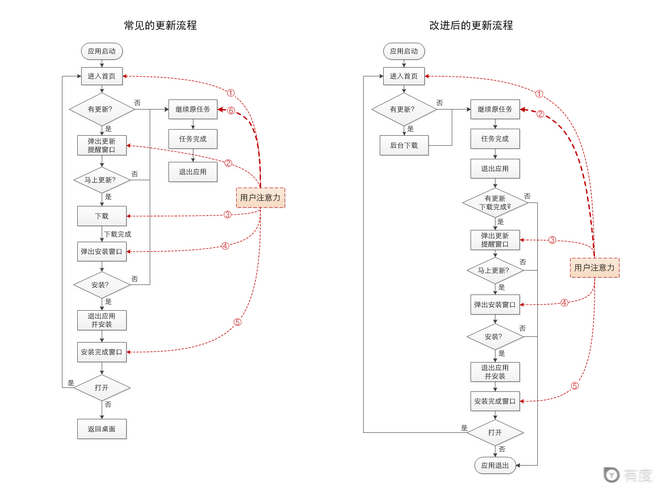 常见的更新流程
应用启动
进入首页
有更新?
否
是
弹出更新
提醒窗口
马上更新?
否
是
下载
下载完成
弹出安装窗口
安装?
否
是
退出应用
并安装
安装完成窗口
打开
是
否
返回桌面
继续原任务
任务完成
退出应用
①
⑥
②
③
④
⑤
用户注意力
改进后的更新流程
应用启动
进入首页
有更新?
否
是
后台下载
继续原任务
任务完成
退出应用
有更新
下载完成?
否
是
弹出更新
提醒窗口
马上更新?
否
是
弹出安装窗口
安装?
否
是
退出应用
并安装
安装完成窗口
打开
是
否
应用退出
①
②
③
④
⑤
用户注意力
有度